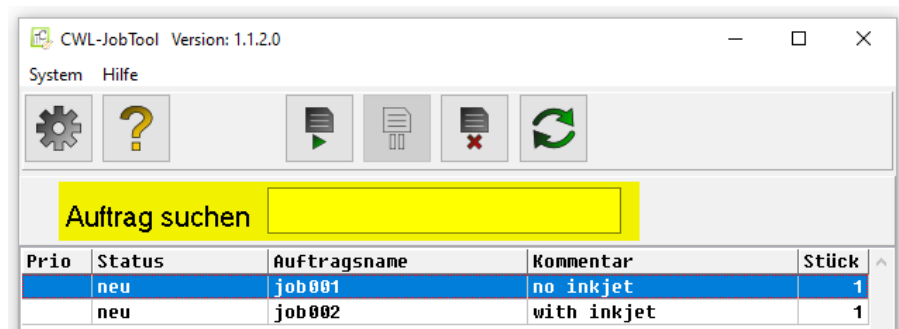 CWL-JobTool Version: 1.1.2.0
System Hilfe
Auftrag suchen
Prio Status Auftragsname Kommentar Stück
neu job001 no inkjet 1
neu job002 with inkjet 1